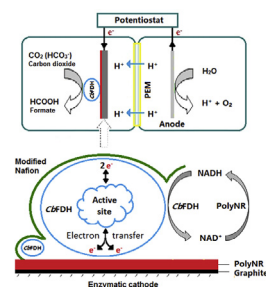 Potentiostat
e⁻
e⁻
CO₂ (HCO₃⁻)
Carbon dioxide
H⁺
H⁺
H₂O
CbFDH
PEM
HCOOH
Formate
H⁺
H⁺
H⁺ + O₂
Anode
Modified
Nafion
2 e⁻
NADH
CbFDH
Active
site
CbFDH
PolyNR
Electron transfer
NAD⁺
CbFDH
e⁻ e⁻
PolyNR
Graphite
Enzymatic cathode